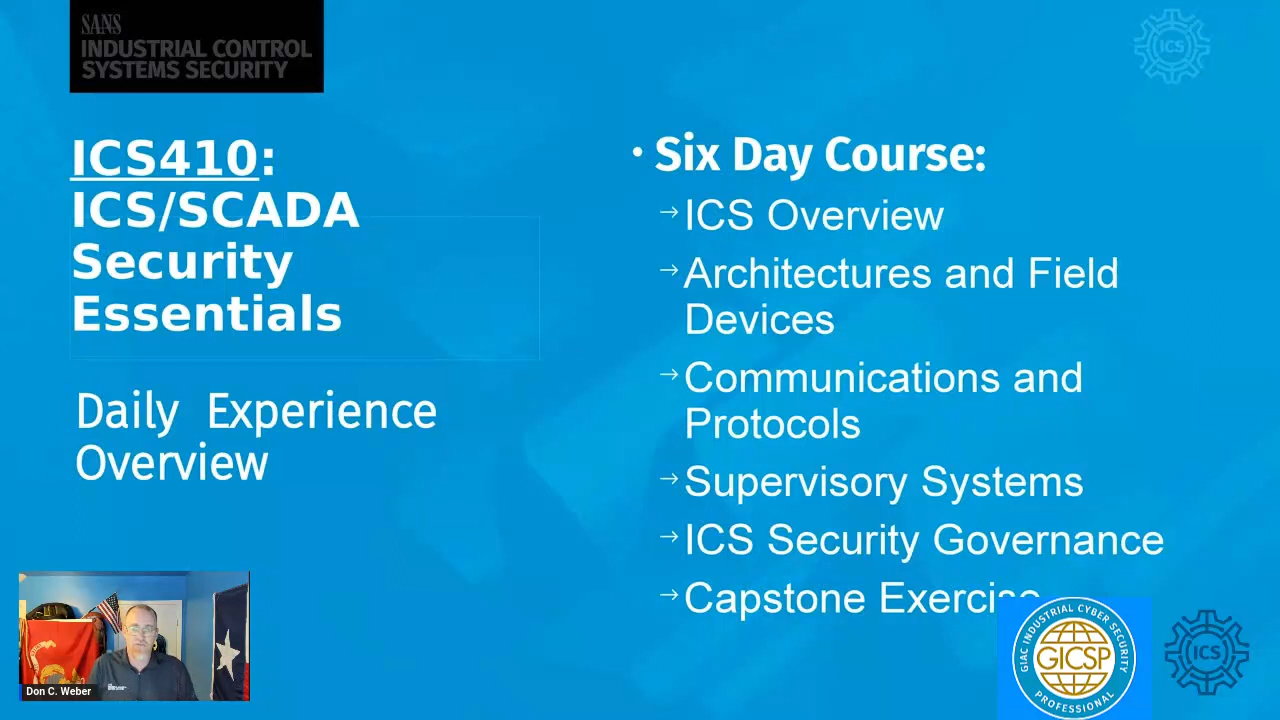 SANS
INDUSTRIAL CONTROL
SYSTEMS SECURITY
ICS
ICS410:
ICS/SCADA
Security
Essentials
Daily Experience
Overview
• Six Day Course:
→ICS Overview
→Architectures and Field
Devices
→Communications and
Protocols
→Supervisory Systems
→ICS Security Governance
→Capstone Exercise
Don C. Weber
GIAC INDUSTRIAL CYBER SECURITY
GICSP
PROFESSIONAL
ICS